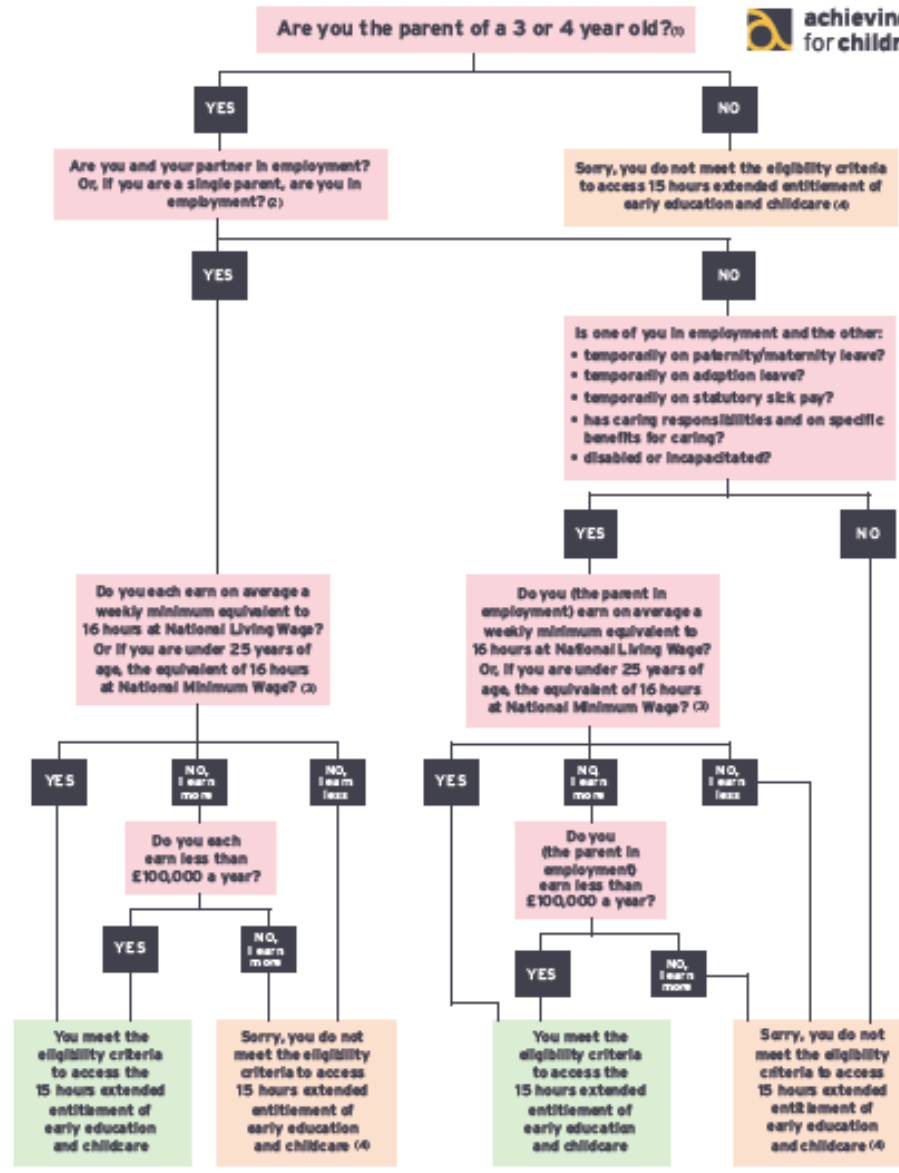 Are you the parent of a 3 or 4 year old?(1)
achieving
for childr
YES
NO
Are you and your partner in employment?
Or, if you are a single parent, are you in
employment? (2)
Sorry, you do not meet the eligibility criteria
to access 15 hours extended entitlement of
early education and childcare (4)
YES
NO
Is one of you in employment and the other:
• temporarily on paternity/maternity leave?
• temporarily on adoption leave?
• temporarily on statutory sick pay?
• has caring responsibilities and on specific
benefits for caring?
• disabled or incapacitated?
YES
NO
Do you each earn on average a
weekly minimum equivalent to
16 hours at National Living Wage?
Or if you are under 25 years of
age, the equivalent of 16 hours
at National Minimum Wage? (3)
Do you (the parent in
employment) earn on average a
weekly minimum equivalent to
16 hours at National Living Wage?
Or, if you are under 25 years of
age, the equivalent of 16 hours
at National Minimum Wage? (3)
YES
NO,
I earn
more
NO,
I earn
less
YES
NO,
I earn
more
NO,
I earn
less
Do you each
earn less than
£100,000 a year?
Do you
(the parent in
employment)
earn less than
£100,000 a year?
YES
NO,
I earn
more
YES
NO,
I earn
more
You meet the
eligibility criteria
to access the
15 hours extended
entitlement of
early education
and childcare
Sorry, you do not
meet the eligibility
criteria to access
15 hours extended
entitlement of
early education
and childcare (4)
You meet the
eligibility criteria
to access the
15 hours extended
entitlement of
early education
and childcare
Sorry, you do not
meet the eligibility
criteria to access
15 hours extended
entitlement of
early education
and childcare (4)